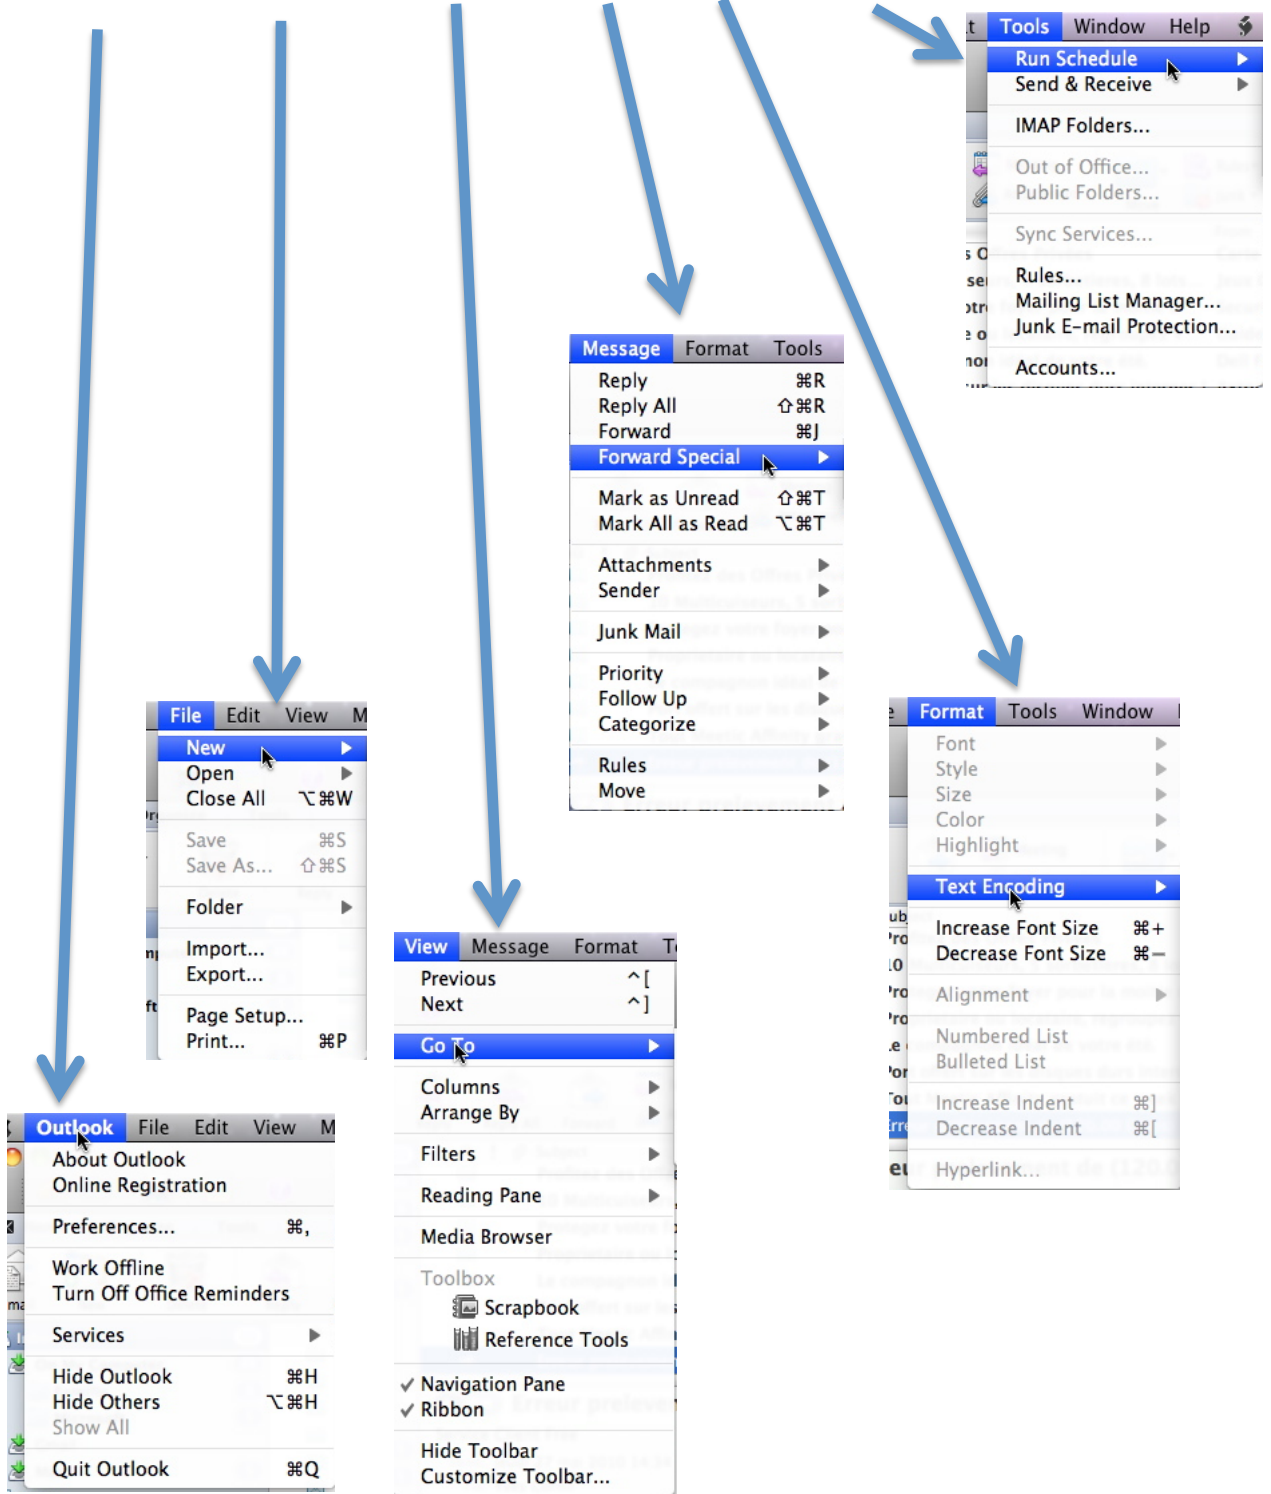 Tools Window Help
Run Schedule
Send & Receive
IMAP Folders...
Out of Office...
Public Folders...
Sync Services...
Rules...
Mailing List Manager...
Junk E-mail Protection...
Accounts...
Message Format Tools
Reply ⌘R
Reply All ⇧⌘R
Forward ⌘J
Forward Special
Mark as Unread ⇧⌘T
Mark All as Read ⌥⌘T
Attachments
Sender
Junk Mail
Priority
Follow Up
Categorize
Rules
Move
File Edit View M
New
Open
Close All ⌥⌘W
Save ⌘S
Save As... ⇧⌘S
Folder
Import...
Export...
Page Setup...
Print... ⌘P
Format Tools Window
Font
Style
Size
Color
Highlight
Text Encoding
Increase Font Size ⌘+
Decrease Font Size ⌘−
Alignment
Numbered List
Bulleted List
Increase Indent ⌘]
Decrease Indent ⌘[
Hyperlink...
View Message Format T
Previous ^[
Next ^]
Go To
Columns
Arrange By
Filters
Reading Pane
Media Browser
Toolbox
Scrapbook
Reference Tools
✓ Navigation Pane
✓ Ribbon
Hide Toolbar
Customize Toolbar...
Outlook File Edit View M
About Outlook
Online Registration
Preferences... ⌘,
Work Offline
Turn Off Office Reminders
Services
Hide Outlook ⌘H
Hide Others ⌥⌘H
Show All
Quit Outlook ⌘Q